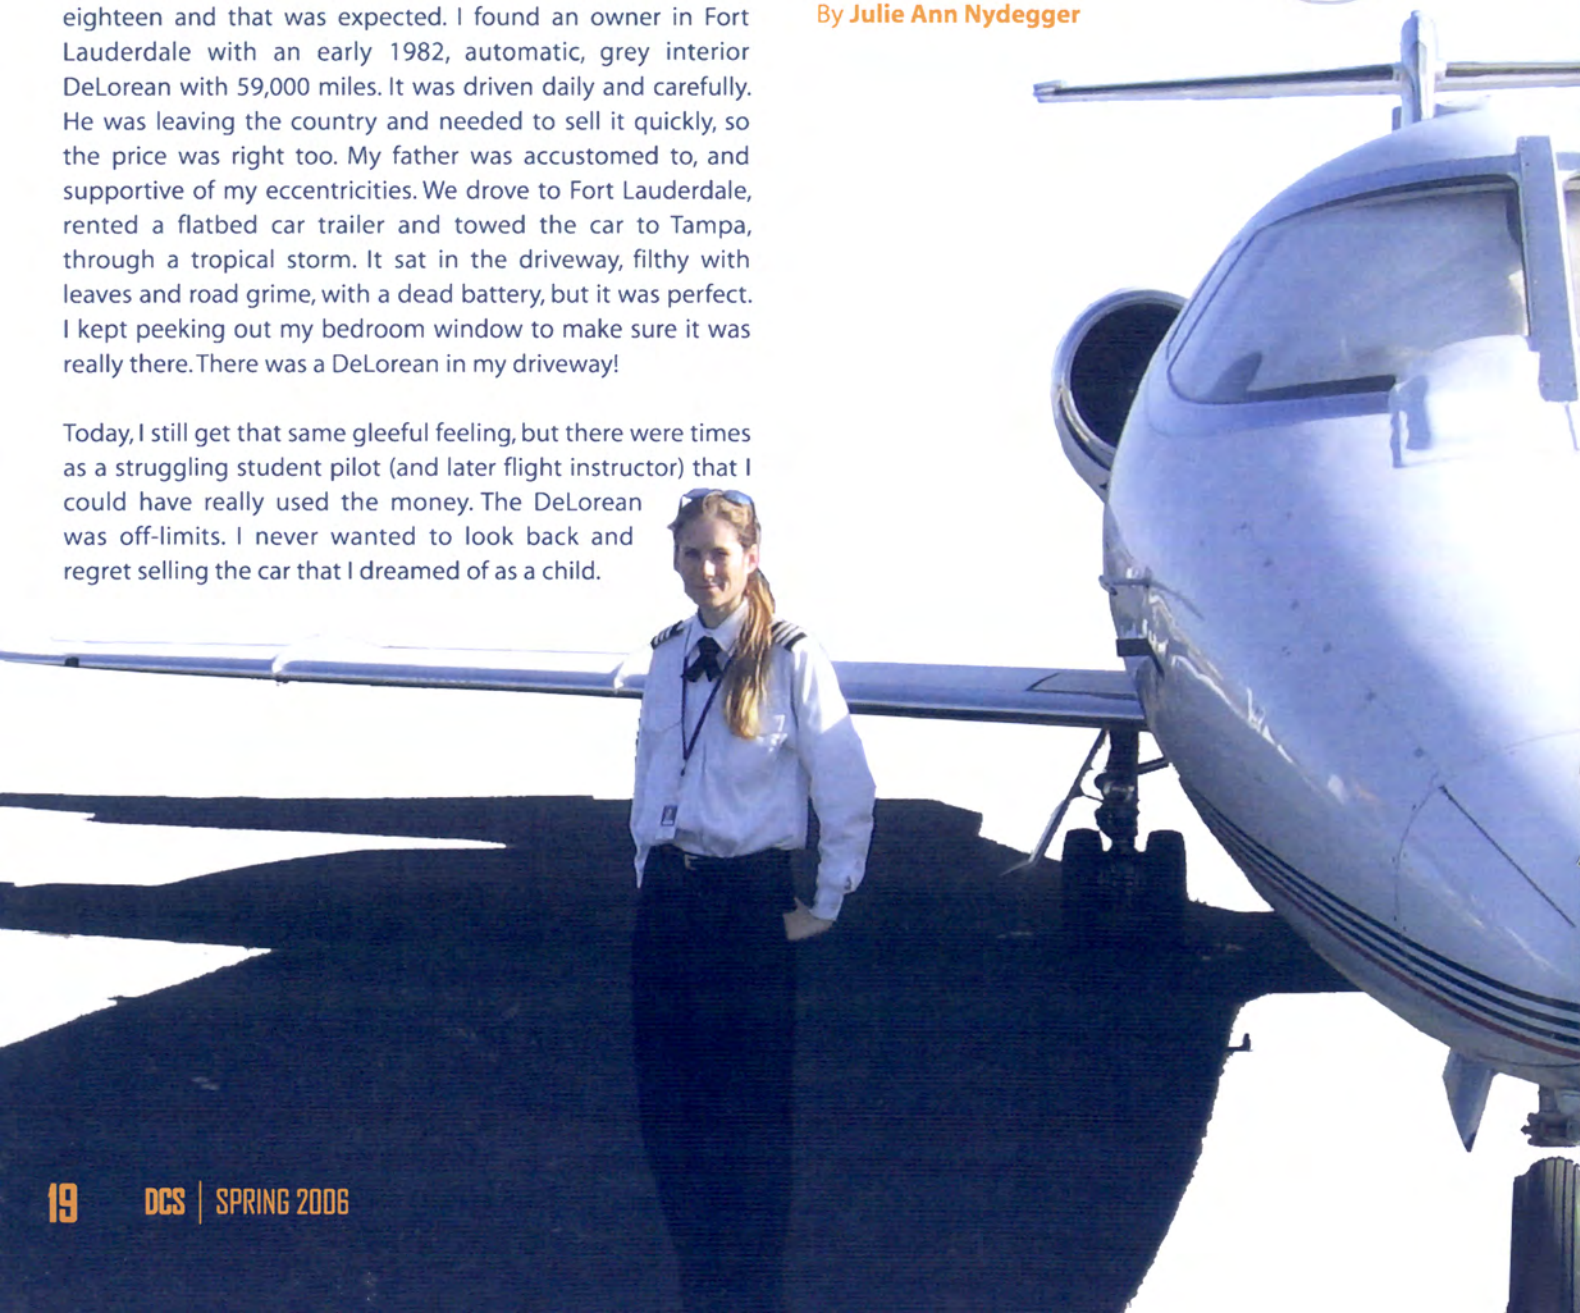 eighteen and that was expected. I found an owner in Fort
Lauderdale with an early 1982, automatic, grey interior
DeLorean with 59,000 miles. It was driven daily and carefully.
He was leaving the country and needed to sell it quickly, so
the price was right too. My father was accustomed to, and
supportive of my eccentricities. We drove to Fort Lauderdale,
rented a flatbed car trailer and towed the car to Tampa,
through a tropical storm. It sat in the driveway, filthy with
leaves and road grime, with a dead battery, but it was perfect.
I kept peeking out my bedroom window to make sure it was
really there. There was a DeLorean in my driveway!
Today, I still get that same gleeful feeling, but there were times
as a struggling student pilot (and later flight instructor) that I
could have really used the money. The DeLorean
was off-limits. I never wanted to look back and
regret selling the car that I dreamed of as a child.
By Julie Ann Nydegger
19 DCS | SPRING 2006